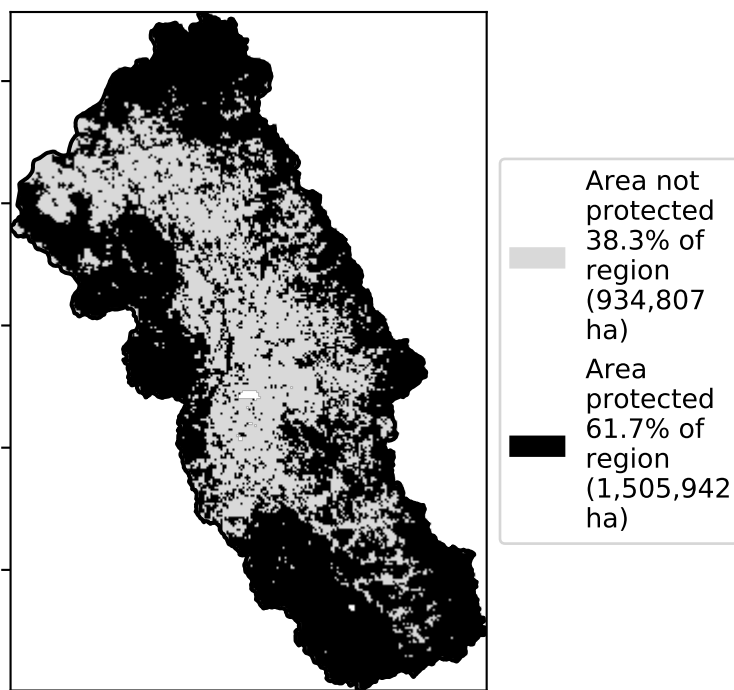 Area not
protected
38.3% of
region
(934,807
ha)
Area
protected
61.7% of
region
(1,505,942
ha)